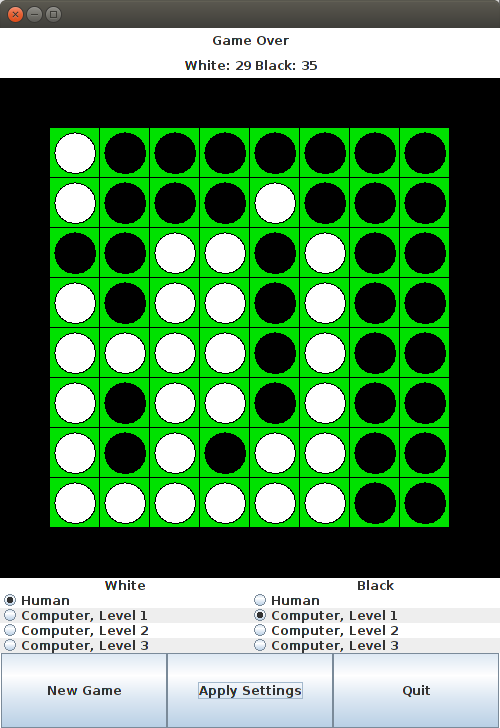 Game Over
White: 29 Black: 35
White Black
Human Human
Computer, Level 1 Computer, Level 1
Computer, Level 2 Computer, Level 2
Computer, Level 3 Computer, Level 3
New Game Apply Settings Quit